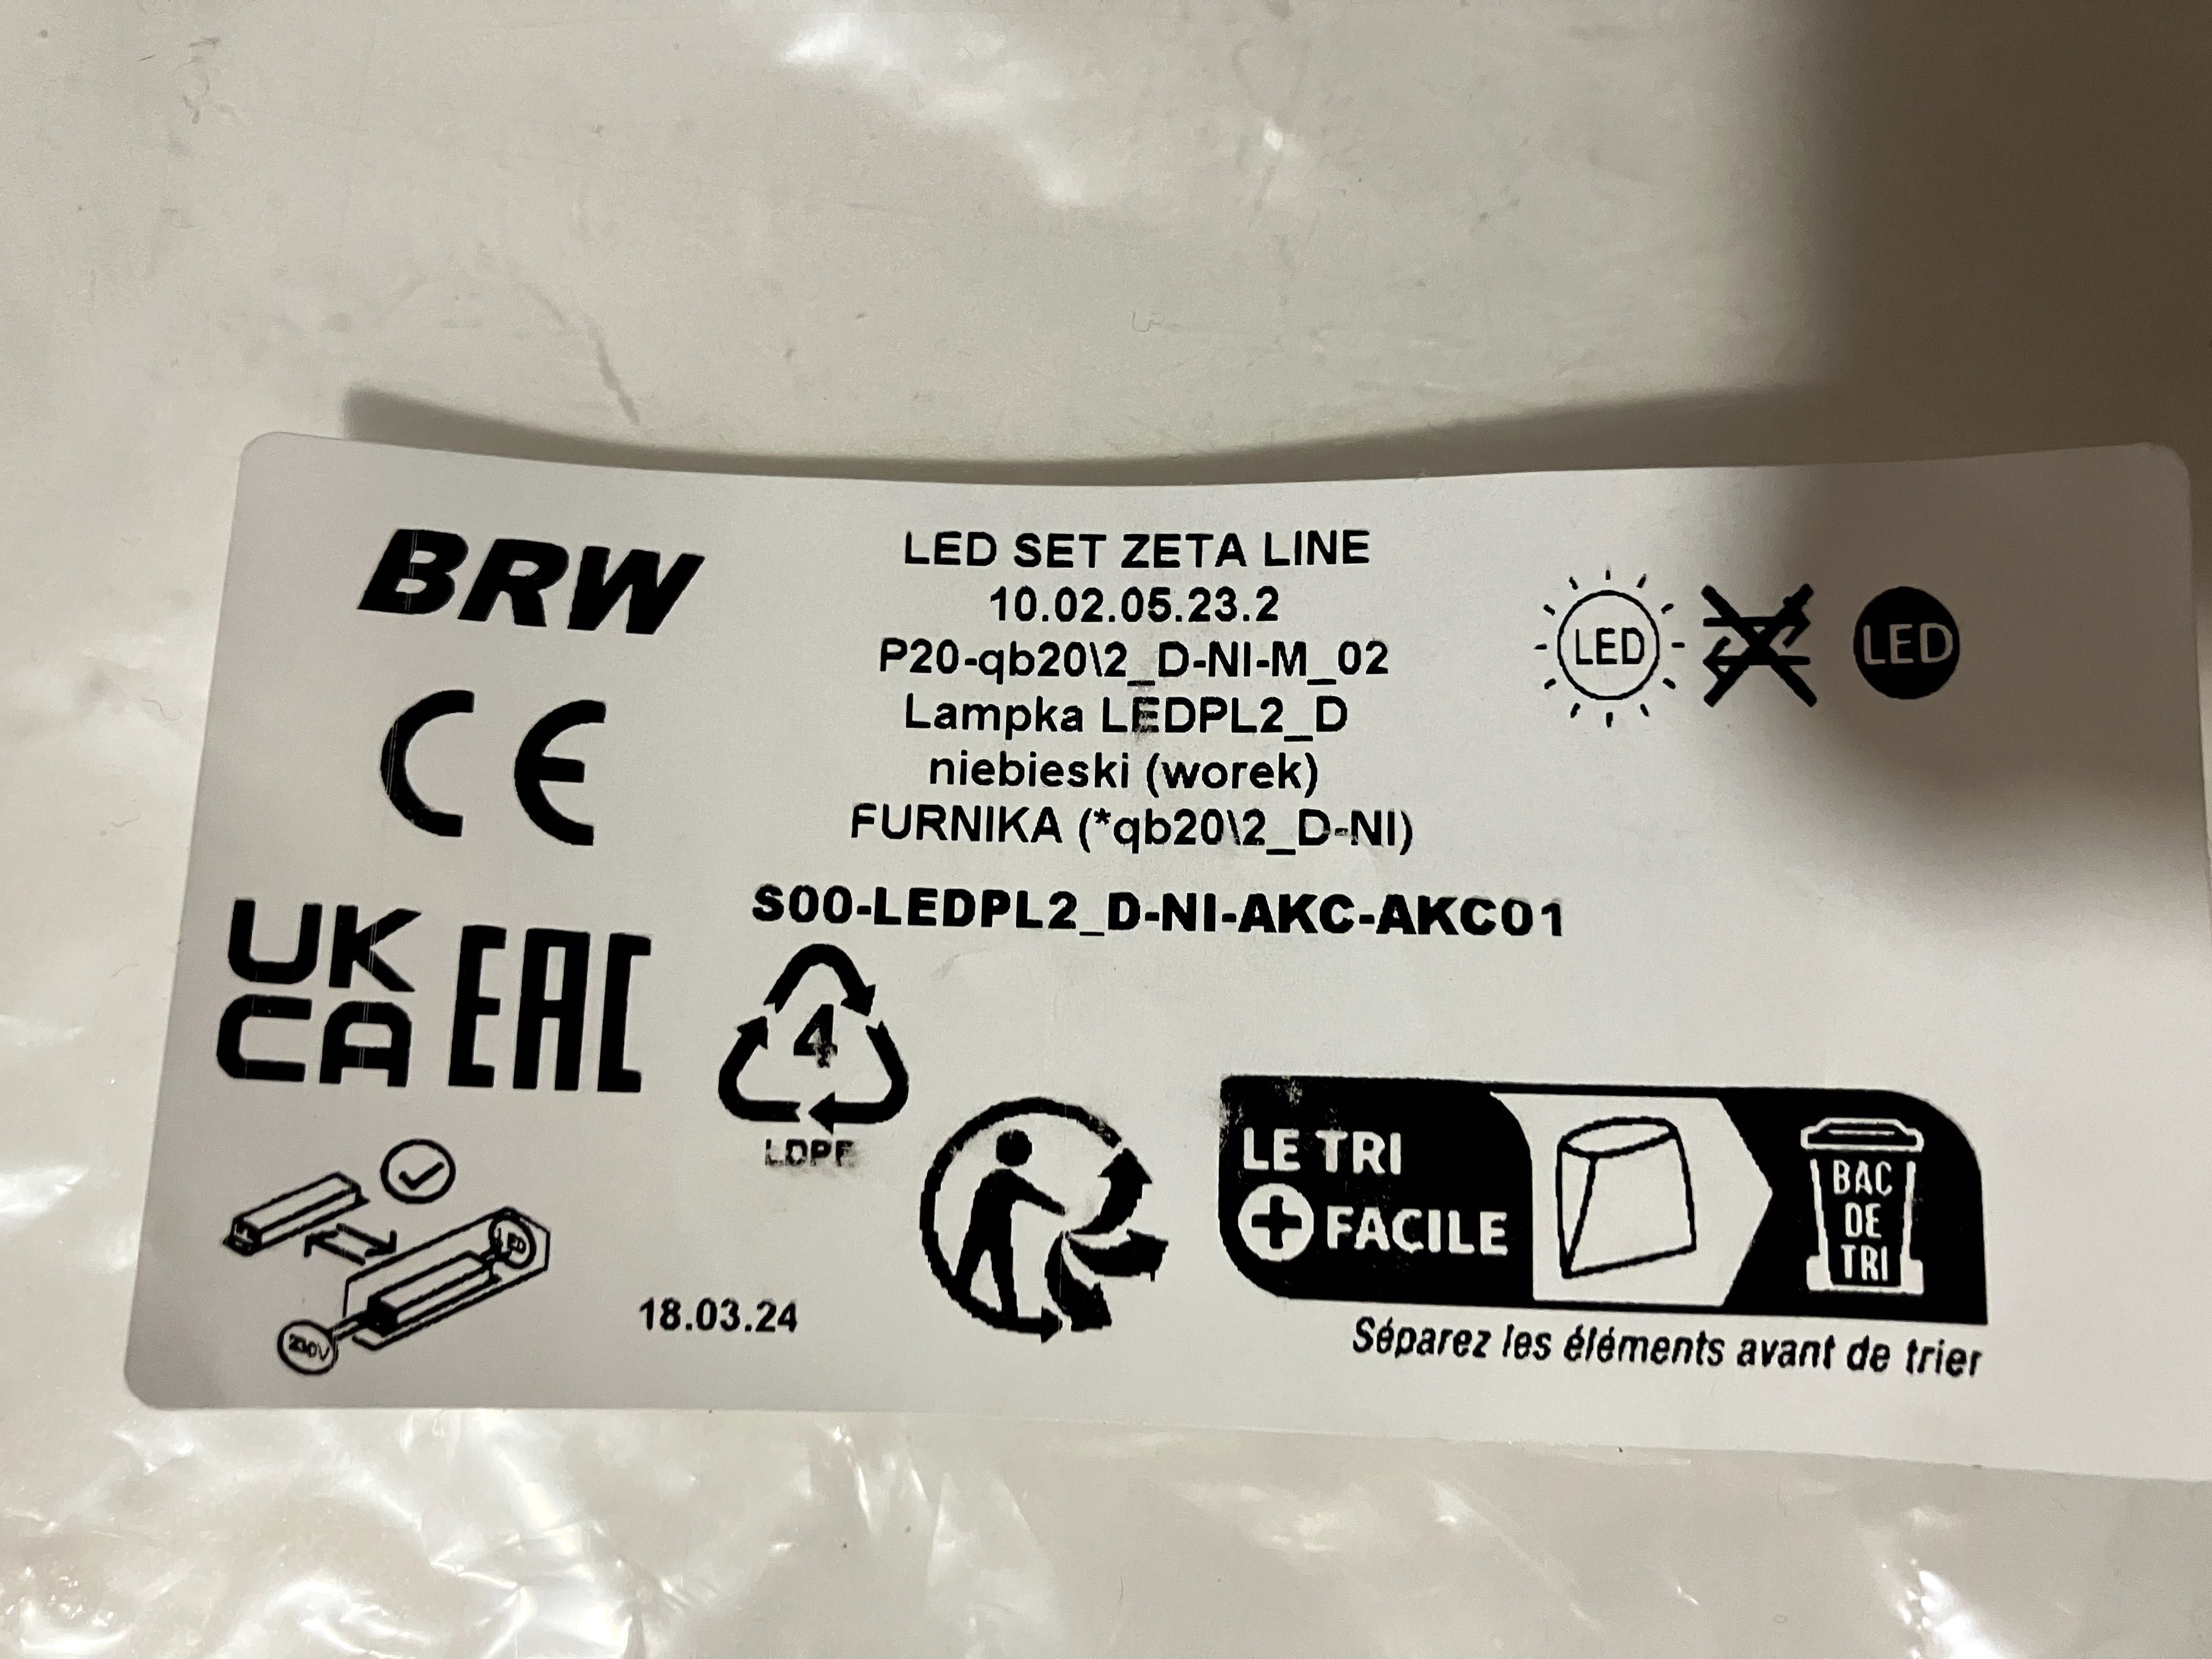 BRW
LED SET ZETA LINE
10.02.05.23.2
P20-qb20\2_D-NI-M_02
Lampka LEDPL2_D
niebieski (worek)
FURNIKA (*qb20\2_D-NI)
S00-LEDPL2_D-NI-AKC-AKC01
LED
LED
CE
UK
CA
EAC
4
LDPE
LED
230V
18.03.24
LE TRI
+ FACILE
BAC
DE
TRI
Séparez les éléments avant de trier